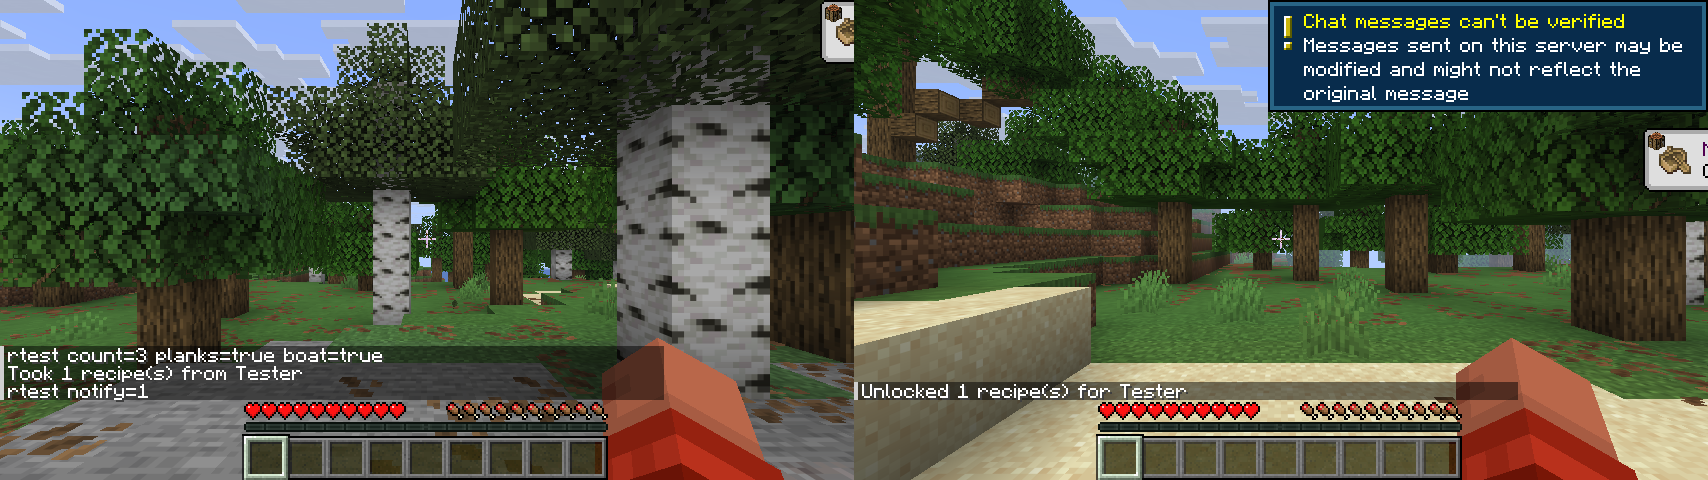 rtest count=3 planks=true boat=true
Took 1 recipe(s) from Tester
rtest notify=1
Chat messages can't be verified
Messages sent on this server may be
modified and might not reflect the
original message
Unlocked 1 recipe(s) for Tester